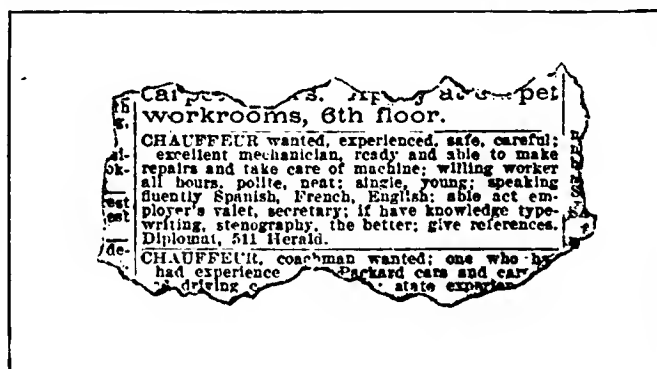 workrooms, 6th floor.
CHAUFFEUR wanted, experienced, safe, careful;
excellent mechanician, ready and able to make
repairs and take care of machine; willing worker
all hours, polite, neat; single, young; speaking
fluently Spanish, French, English; able act em-
ployer's valet, secretary; if have knowledge type-
writing, stenography, the better; give references.
Diplomat, 511 Herald.
CHAUFFEUR, coachman wanted; one who
had experience Packard cars and
driving state